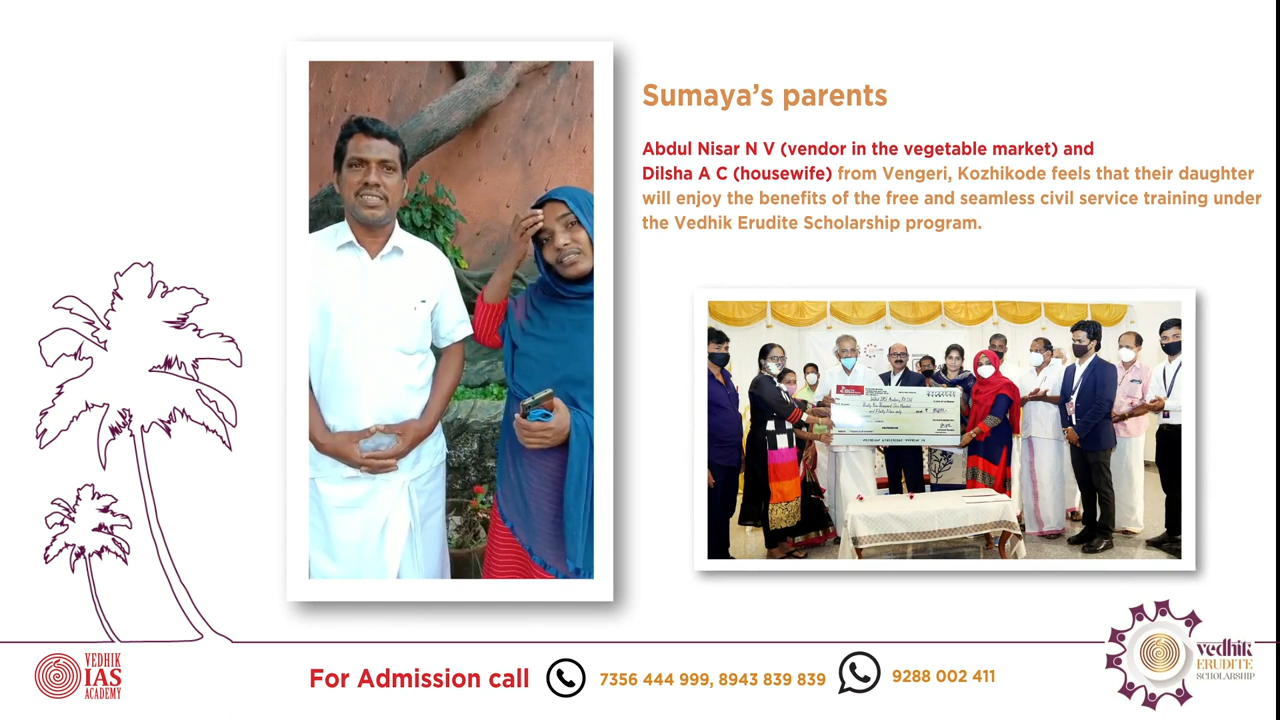 Sumaya's parents
Abdul Nisar N V (vendor in the vegetable market) and
Dilsha A C (housewife) from Vengeri, Kozhikode feels that their daughter
will enjoy the benefits of the free and seamless civil service training under
the Vedhik Erudite Scholarship program.
VEDHIK
IAS
ACADEMY
For Admission call
7356 444 999, 8943 839 839
9288 002 411
vedhik
ERUDITE
SCHOLARSHIP